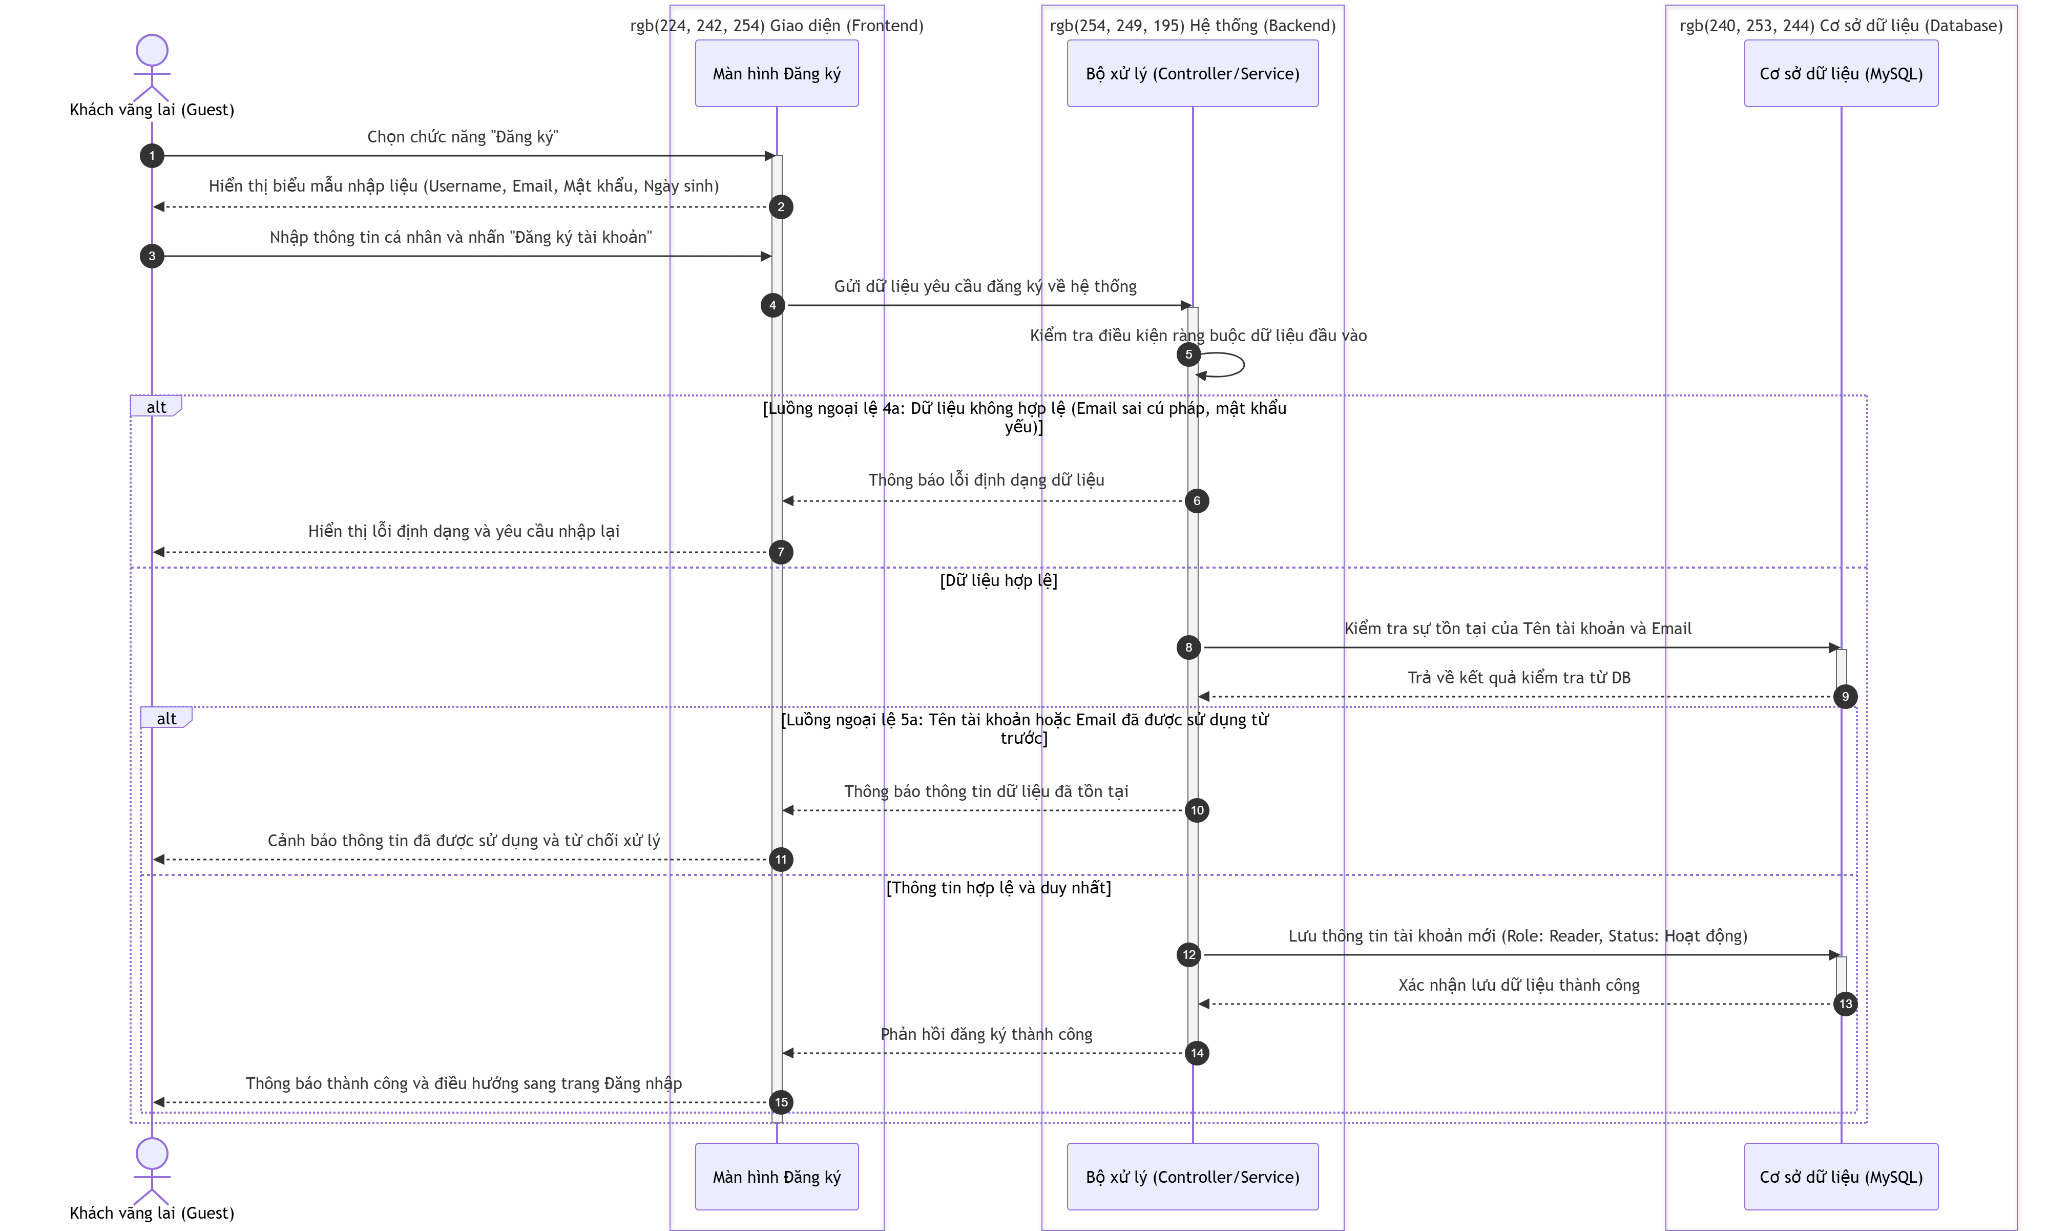 rgb(224, 242, 254) Giao diện (Frontend)
rgb(254, 249, 195) Hệ thống (Backend)
rgb(240, 253, 244) Cơ sở dữ liệu (Database)
Khách vãng lai (Guest)
Màn hình Đăng ký
Bộ xử lý (Controller/Service)
Cơ sở dữ liệu (MySQL)
Chọn chức năng "Đăng ký"
1
Hiển thị biểu mẫu nhập liệu (Username, Email, Mật khẩu, Ngày sinh)
2
Nhập thông tin cá nhân và nhấn "Đăng ký tài khoản"
3
Gửi dữ liệu yêu cầu đăng ký về hệ thống
4
Kiểm tra điều kiện ràng buộc dữ liệu đầu vào
5
alt
[Luồng ngoại lệ 4a: Dữ liệu không hợp lệ (Email sai cú pháp, mật khẩu
yếu)]
Thông báo lỗi định dạng dữ liệu
6
Hiển thị lỗi định dạng và yêu cầu nhập lại
7
[Dữ liệu hợp lệ]
Kiểm tra sự tồn tại của Tên tài khoản và Email
8
Trả về kết quả kiểm tra từ DB
9
alt
[Luồng ngoại lệ 5a: Tên tài khoản hoặc Email đã được sử dụng từ
trước]
Thông báo thông tin dữ liệu đã tồn tại
10
Cảnh báo thông tin đã được sử dụng và từ chối xử lý
11
[Thông tin hợp lệ và duy nhất]
Lưu thông tin tài khoản mới (Role: Reader, Status: Hoạt động)
12
Xác nhận lưu dữ liệu thành công
13
Phản hồi đăng ký thành công
14
Thông báo thành công và điều hướng sang trang Đăng nhập
15
Khách vãng lai (Guest)
Màn hình Đăng ký
Bộ xử lý (Controller/Service)
Cơ sở dữ liệu (MySQL)